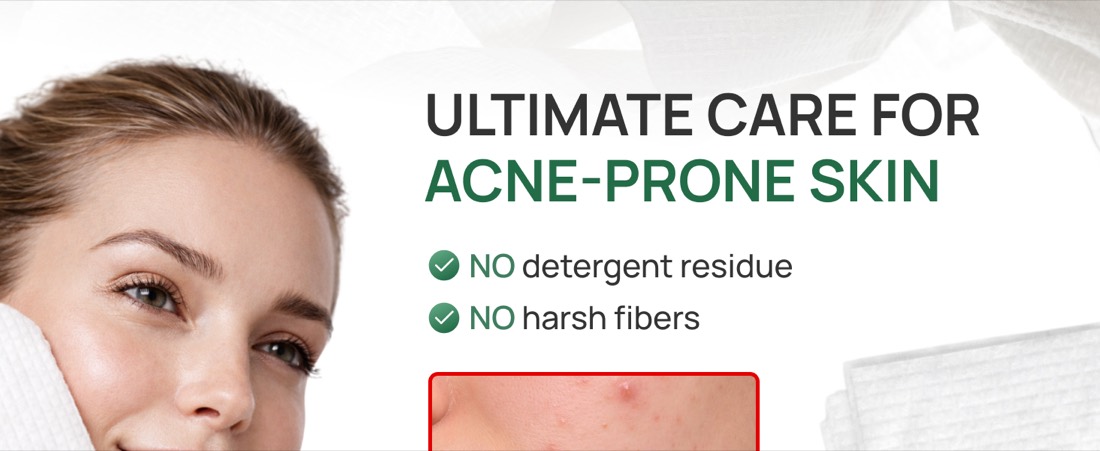 ULTIMATE CARE FOR
ACNE-PRONE SKIN
NO detergent residue
NO harsh fibers